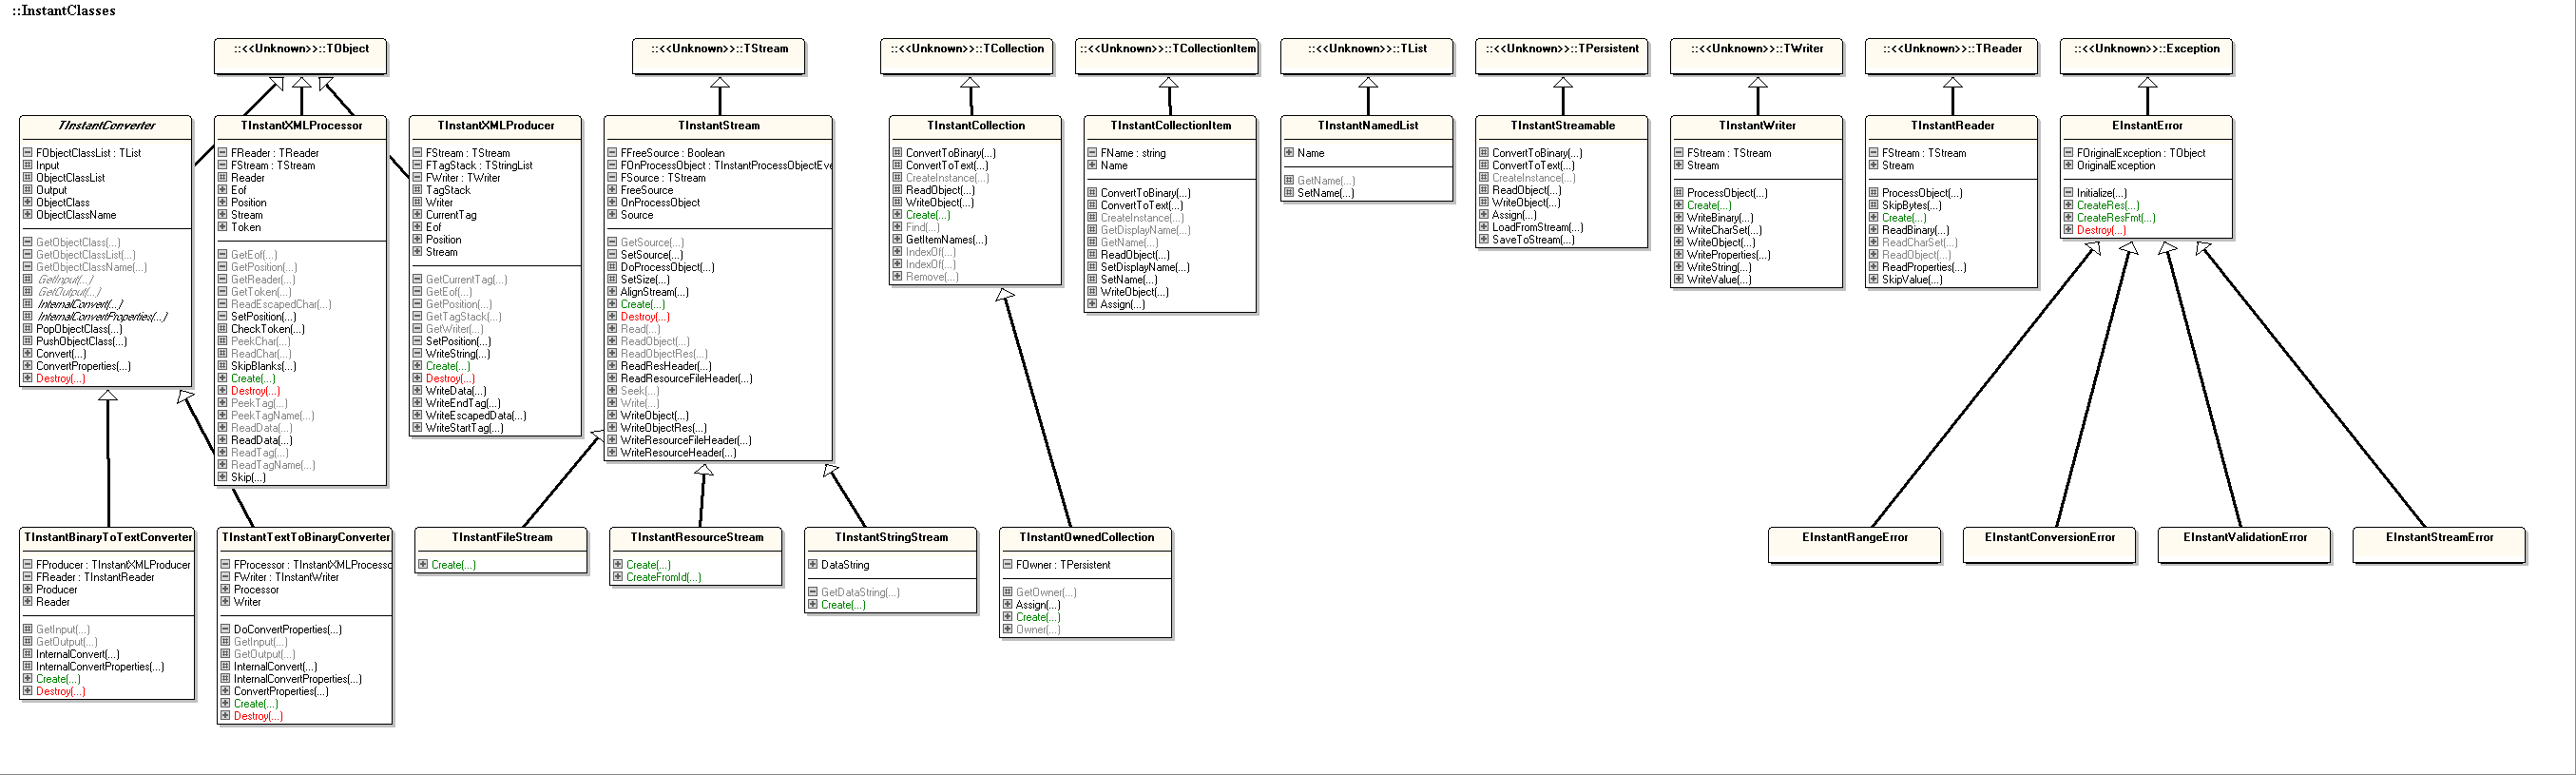 ::InstantClasses
::<<Unknown>>::TObject
::<<Unknown>>::TStream
::<<Unknown>>::TCollection
::<<Unknown>>::TCollectionItem
::<<Unknown>>::TList
::<<Unknown>>::TPersistent
::<<Unknown>>::TWriter
::<<Unknown>>::TReader
::<<Unknown>>::Exception
TInstantConverter
FObjectClassList : TList
Input
ObjectClassList
Output
ObjectClass
ObjectClassName
GetObjectClass(...)
GetObjectClassList(...)
GetObjectClassName(...)
GetInput(...)
GetOutput(...)
InternalConvert(...)
InternalConvertProperties(...)
PopObjectClass(...)
PushObjectClass(...)
Convert(...)
ConvertProperties(...)
Destroy(...)
TInstantXMLProcessor
FReader : TReader
FStream : TStream
Reader
Eof
Position
Stream
Token
GetEof(...)
GetPosition(...)
GetReader(...)
GetToken(...)
ReadEscapedChar(...)
SetPosition(...)
CheckToken(...)
PeekChar(...)
ReadChar(...)
SkipBlanks(...)
Create(...)
Destroy(...)
PeekTag(...)
PeekTagName(...)
ReadData(...)
ReadData(...)
ReadTag(...)
ReadTagName(...)
Skip(...)
TInstantXMLProducer
FStream : TStream
FTagStack : TStringList
FWriter : TWriter
TagStack
Writer
CurrentTag
Eof
Position
Stream
GetCurrentTag(...)
GetEof(...)
GetPosition(...)
GetTagStack(...)
GetWriter(...)
SetPosition(...)
WriteString(...)
Create(...)
Destroy(...)
WriteData(...)
WriteEndTag(...)
WriteEscapedData(...)
WriteStartTag(...)
TInstantStream
FFreeSource : Boolean
FOnProcessObject : TInstantProcessObjectEve
FSource : TStream
FreeSource
OnProcessObject
Source
GetSource(...)
SetSource(...)
DoProcessObject(...)
SetSize(...)
AlignStream(...)
Create(...)
Destroy(...)
Read(...)
ReadObject(...)
ReadObjectRes(...)
ReadResHeader(...)
ReadResourceFileHeader(...)
Seek(...)
Write(...)
WriteObject(...)
WriteObjectRes(...)
WriteResourceFileHeader(...)
WriteResourceHeader(...)
TInstantCollection
ConvertToBinary(...)
ConvertToText(...)
CreateInstance(...)
ReadObject(...)
WriteObject(...)
Create(...)
Find(...)
GetItemNames(...)
IndexOf(...)
IndexOf(...)
Remove(...)
TInstantCollectionItem
FName : string
Name
ConvertToBinary(...)
ConvertToText(...)
CreateInstance(...)
GetDisplayName(...)
GetName(...)
ReadObject(...)
SetDisplayName(...)
SetName(...)
WriteObject(...)
Assign(...)
TInstantNamedList
Name
GetName(...)
SetName(...)
TInstantStreamable
ConvertToBinary(...)
ConvertToText(...)
CreateInstance(...)
ReadObject(...)
WriteObject(...)
Assign(...)
LoadFromStream(...)
SaveToStream(...)
TInstantWriter
FStream : TStream
Stream
ProcessObject(...)
Create(...)
WriteBinary(...)
WriteCharSet(...)
WriteObject(...)
WriteProperties(...)
WriteString(...)
WriteValue(...)
TInstantReader
FStream : TStream
Stream
ProcessObject(...)
SkipBytes(...)
Create(...)
ReadBinary(...)
ReadCharSet(...)
ReadObject(...)
ReadProperties(...)
SkipValue(...)
EInstantError
FOriginalException : TObject
OriginalException
Initialize(...)
CreateRes(...)
CreateResFmt(...)
Destroy(...)
TInstantBinaryToTextConverter
FProducer : TInstantXMLProducer
FReader : TInstantReader
Producer
Reader
GetInput(...)
GetOutput(...)
InternalConvert(...)
InternalConvertProperties(...)
Create(...)
Destroy(...)
TInstantTextToBinaryConverter
FProcessor : TInstantXMLProcesso
FWriter : TInstantWriter
Processor
Writer
DoConvertProperties(...)
GetInput(...)
GetOutput(...)
InternalConvert(...)
InternalConvertProperties(...)
ConvertProperties(...)
Create(...)
Destroy(...)
TInstantFileStream
Create(...)
TInstantResourceStream
Create(...)
CreateFromId(...)
TInstantStringStream
DataString
GetDataString(...)
Create(...)
TInstantOwnedCollection
FOwner : TPersistent
GetOwner(...)
Assign(...)
Create(...)
Owner(...)
EInstantRangeError
EInstantConversionError
EInstantValidationError
EInstantStreamError